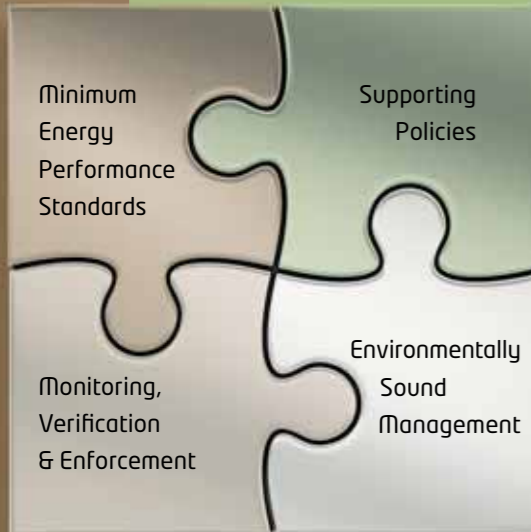 Minimum
Energy
Performance
Standards
Supporting
Policies
Monitoring,
Verification
& Enforcement
Environmentally
Sound
Management